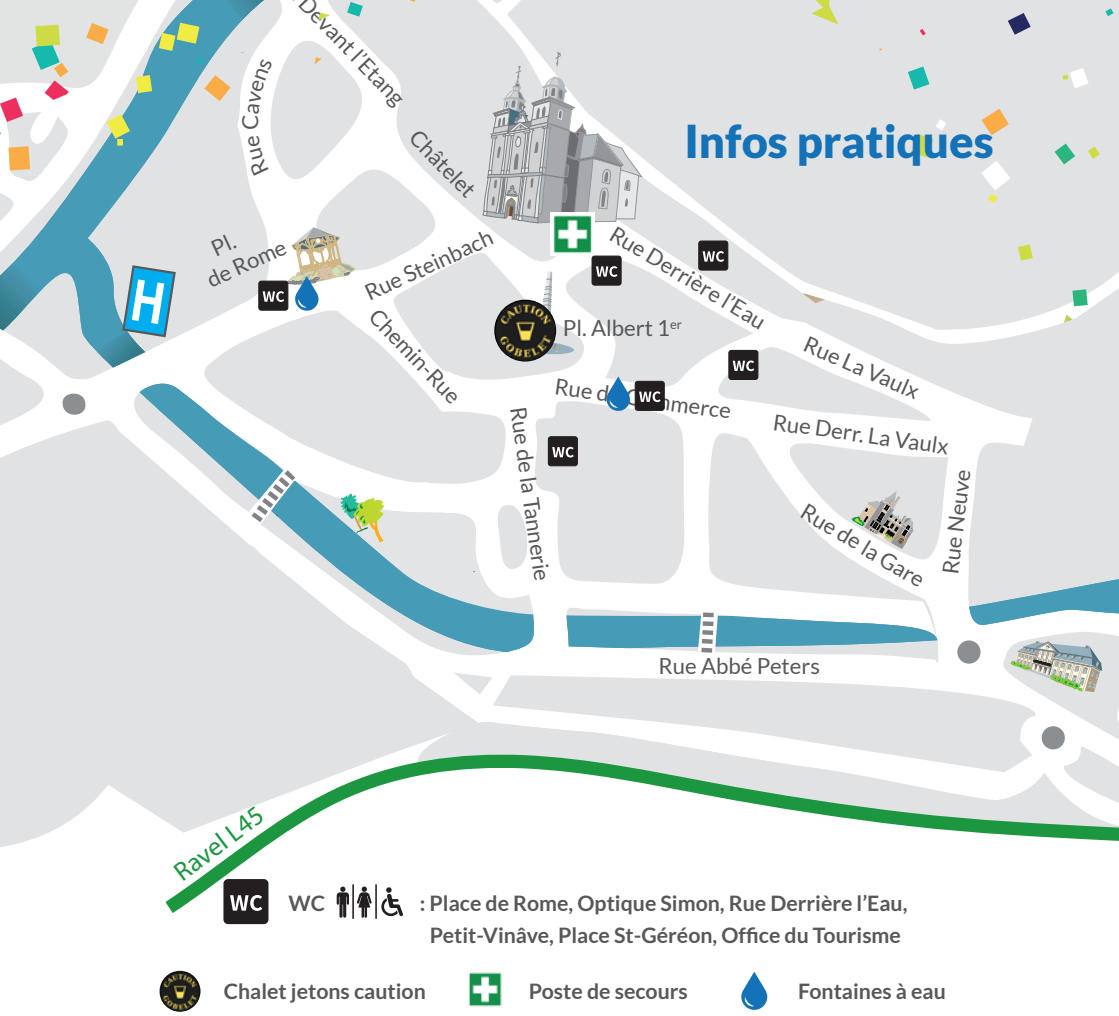 Devant l'Etang
Rue Cavens
Châtelet
Infos pratiques
Pl.
de Rome
Rue Steinbach
Rue Derrière l'Eau
WC
WC
WC
H
CAUTION
GOBELET
Pl. Albert 1er
Chemin-Rue
Rue La Vaulx
WC
Rue d
WC
mmerce
Rue Derr. La Vaulx
Rue de la Tannerie
WC
Rue Neuve
Rue de la Gare
Rue Abbé Peters
Ravel L45
WC WC : Place de Rome, Optique Simon, Rue Derrière l'Eau,
Petit-Vinâve, Place St-Géréon, Office du Tourisme
CAUTION
GOBELET
Chalet jetons caution Poste de secours Fontaines à eau